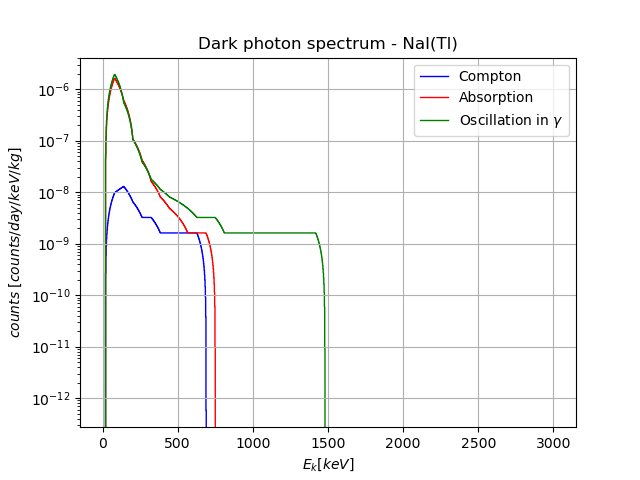 Dark photon spectrum - NaI(Tl)
Compton
Absorption
Oscillation in γ
10⁻⁶
10⁻⁷
10⁻⁸
10⁻⁹
10⁻¹⁰
10⁻¹¹
10⁻¹²
counts [counts/day/keV/kg]
0 500 1000 1500 2000 2500 3000
Eₖ[keV]